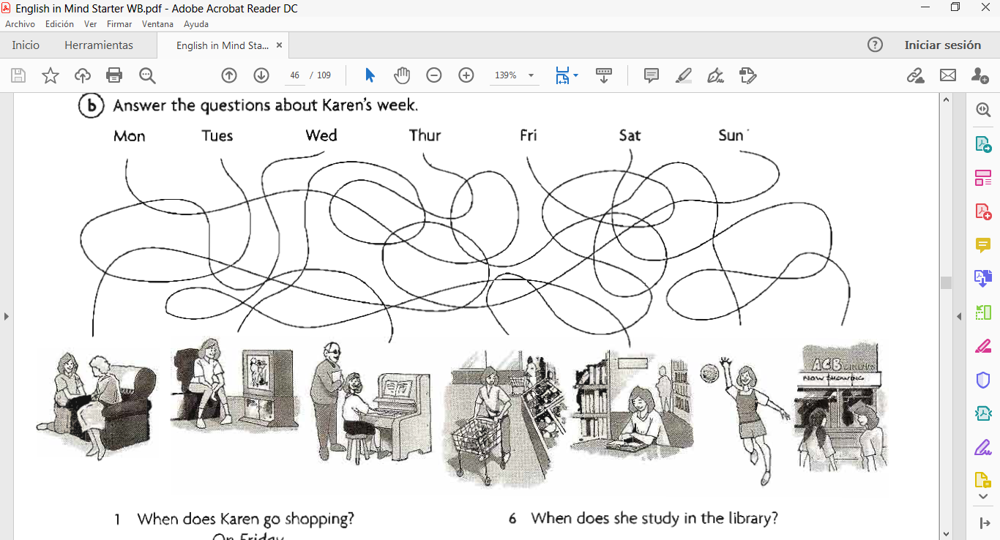 English in Mind Starter WB.pdf - Adobe Acrobat Reader DC
Archivo Edición Ver Firmar Ventana Ayuda
Inicio Herramientas English in Mind Sta... × Iniciar sesión
46 / 109 139%
b Answer the questions about Karen's week.
Mon Tues Wed Thur Fri Sat Sun
ACB CINEMAS
NOW SHOWING
1 When does Karen go shopping? 6 When does she study in the library?
On Friday